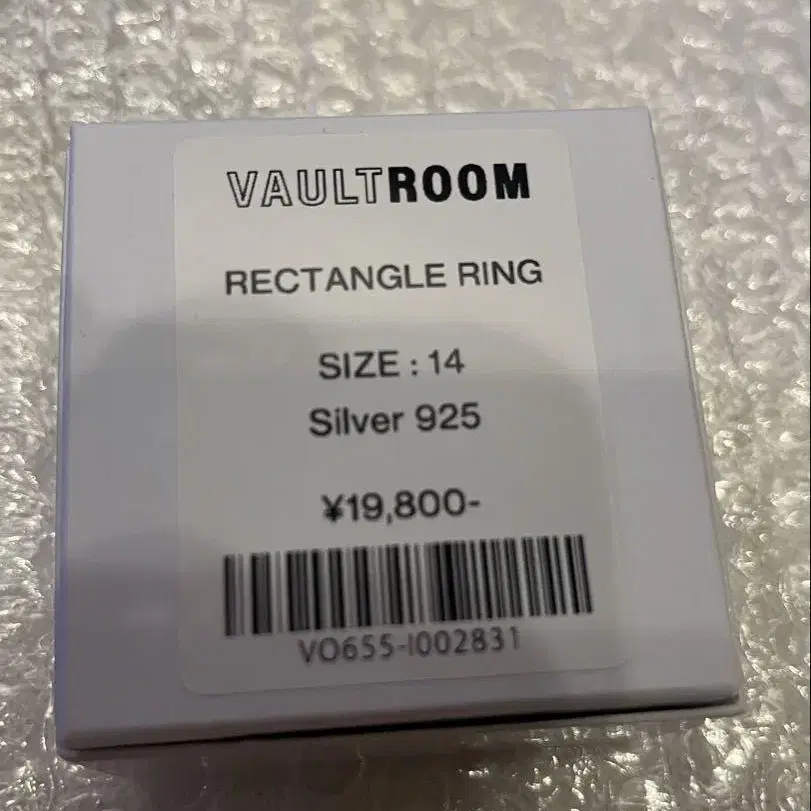 VAULTROOM
RECTANGLE RING
SIZE : 14
Silver 925
¥19,800-
VO655-I002831